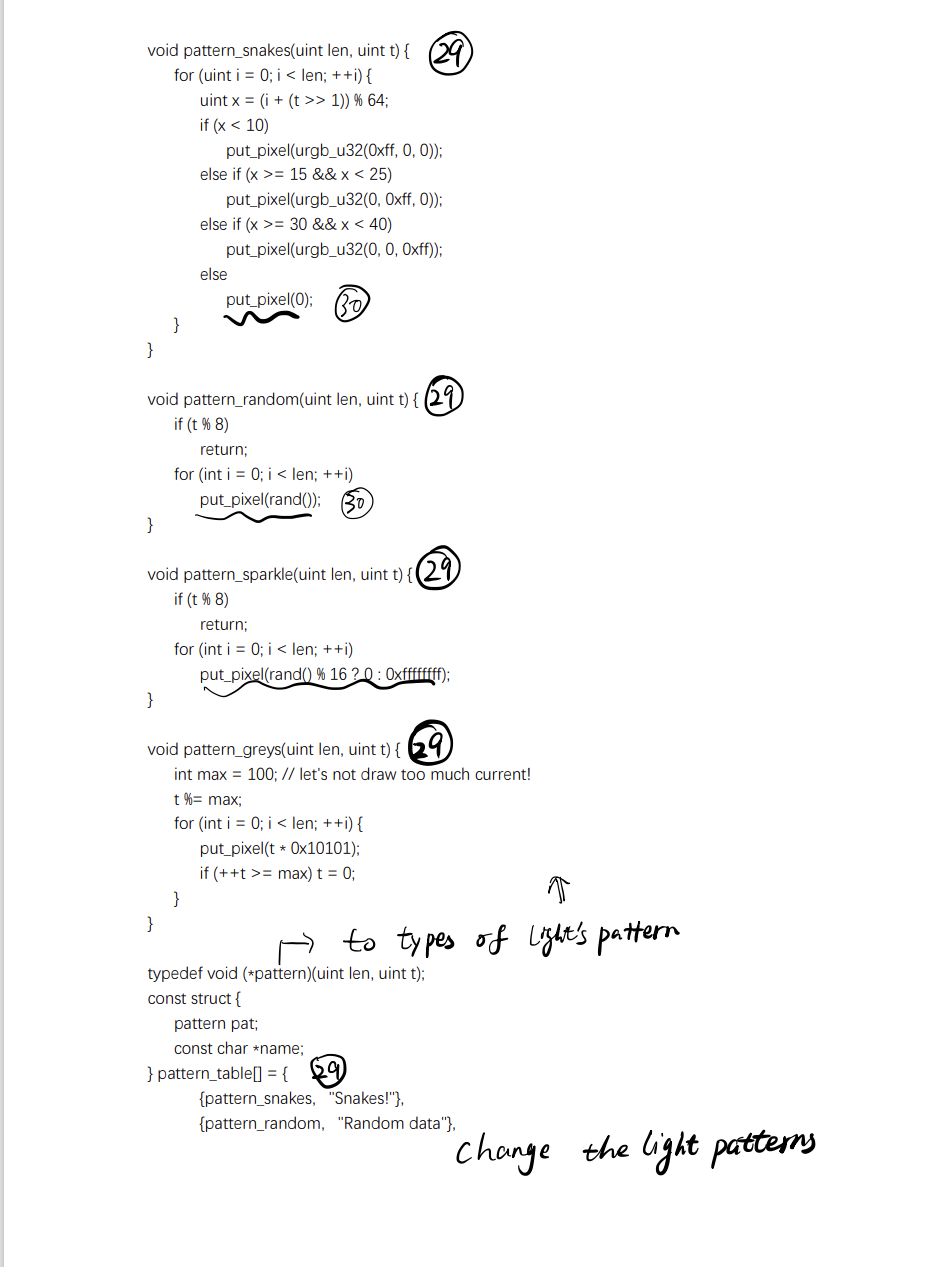 void pattern_snakes(uint len, uint t) { 29
for (uint i = 0; i < len; ++i) {
uint x = (i + (t >> 1)) % 64;
if (x < 10)
put_pixel(urgb_u32(0xff, 0, 0));
else if (x >= 15 && x < 25)
put_pixel(urgb_u32(0, 0xff, 0));
else if (x >= 30 && x < 40)
put_pixel(urgb_u32(0, 0, 0xff));
else
put_pixel(0); 30
}
}
void pattern_random(uint len, uint t) { 29
if (t % 8)
return;
for (int i = 0; i < len; ++i)
put_pixel(rand()); 30
}
void pattern_sparkle(uint len, uint t) { 29
if (t % 8)
return;
for (int i = 0; i < len; ++i)
put_pixel(rand() % 16 ? 0 : 0xffffffff);
}
void pattern_greys(uint len, uint t) { 29
int max = 100; // let's not draw too much current!
t %= max;
for (int i = 0; i < len; ++i) {
put_pixel(t * 0x10101);
if (++t >= max) t = 0;
}
}
to types of light's pattern
typedef void (*pattern)(uint len, uint t);
const struct {
pattern pat;
const char *name;
} pattern_table[] = { 29
{pattern_snakes, "Snakes!"},
{pattern_random, "Random data"},
change the light patterns